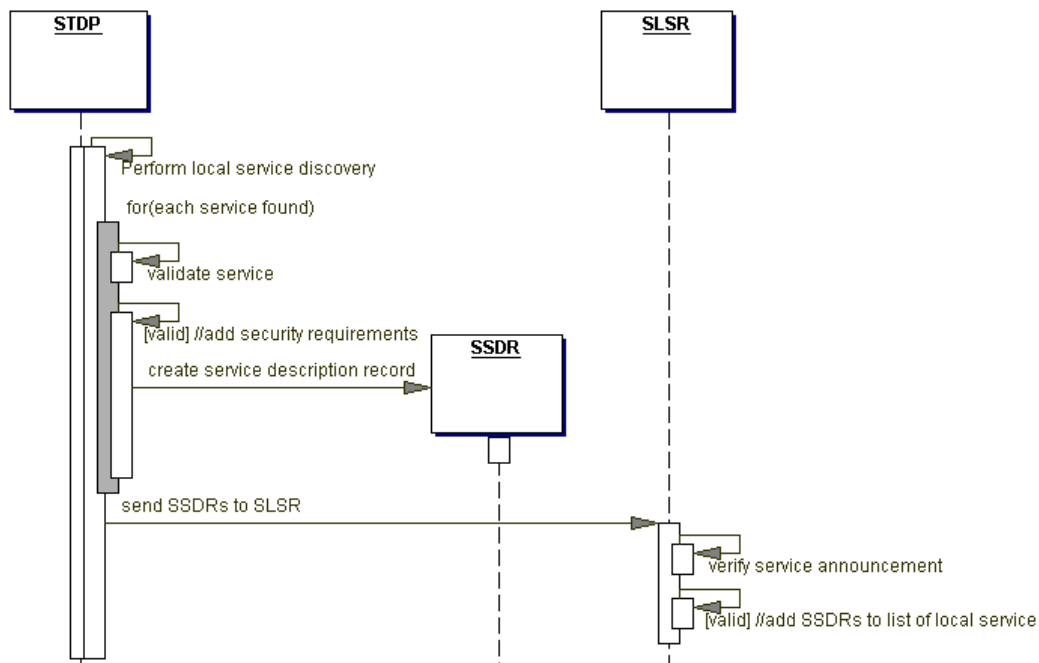 STDP
SLSR
Perform local service discovery
for(each service found)
validate service
[valid] //add security requirements
SSDR
create service description record
send SSDRs to SLSR
verify service announcement
[valid] //add SSDRs to list of local service